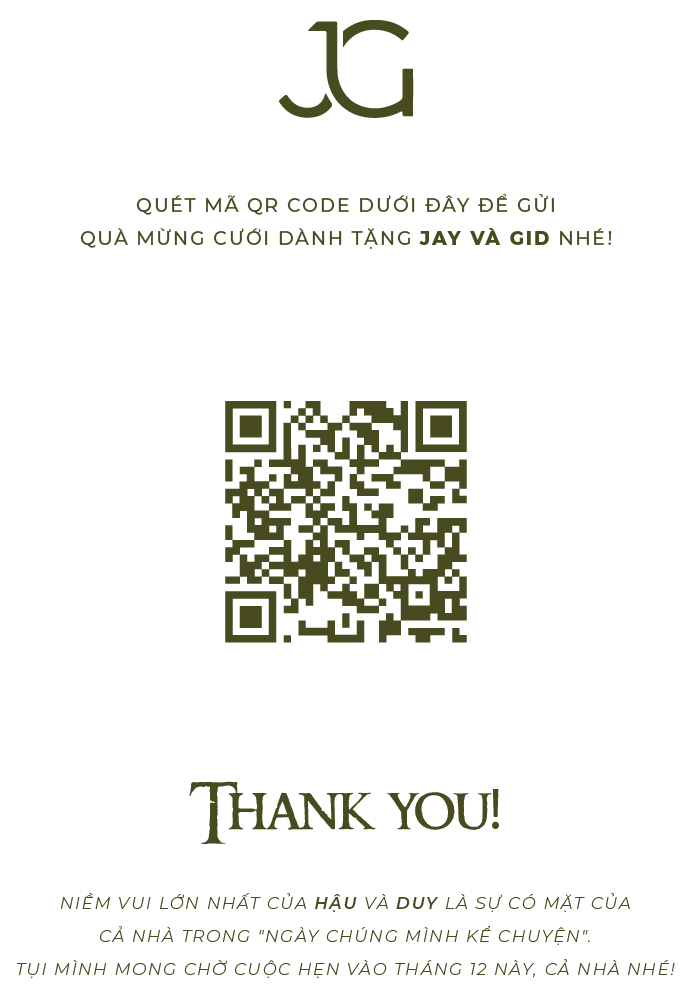 JG
QUÉT MÃ QR CODE DƯỚI ĐÂY ĐỂ GỬI
QUÀ MỪNG CƯỚI DÀNH TẶNG JAY VÀ GID NHÉ!
THANK YOU!
NIỀM VUI LỚN NHẤT CỦA HẬU VÀ DUY LÀ SỰ CÓ MẶT CỦA
CẢ NHÀ TRONG "NGÀY CHÚNG MÌNH KỂ CHUYỆN".
TỤI MÌNH MONG CHỜ CUỘC HẸN VÀO THÁNG 12 NÀY, CẢ NHÀ NHÉ!